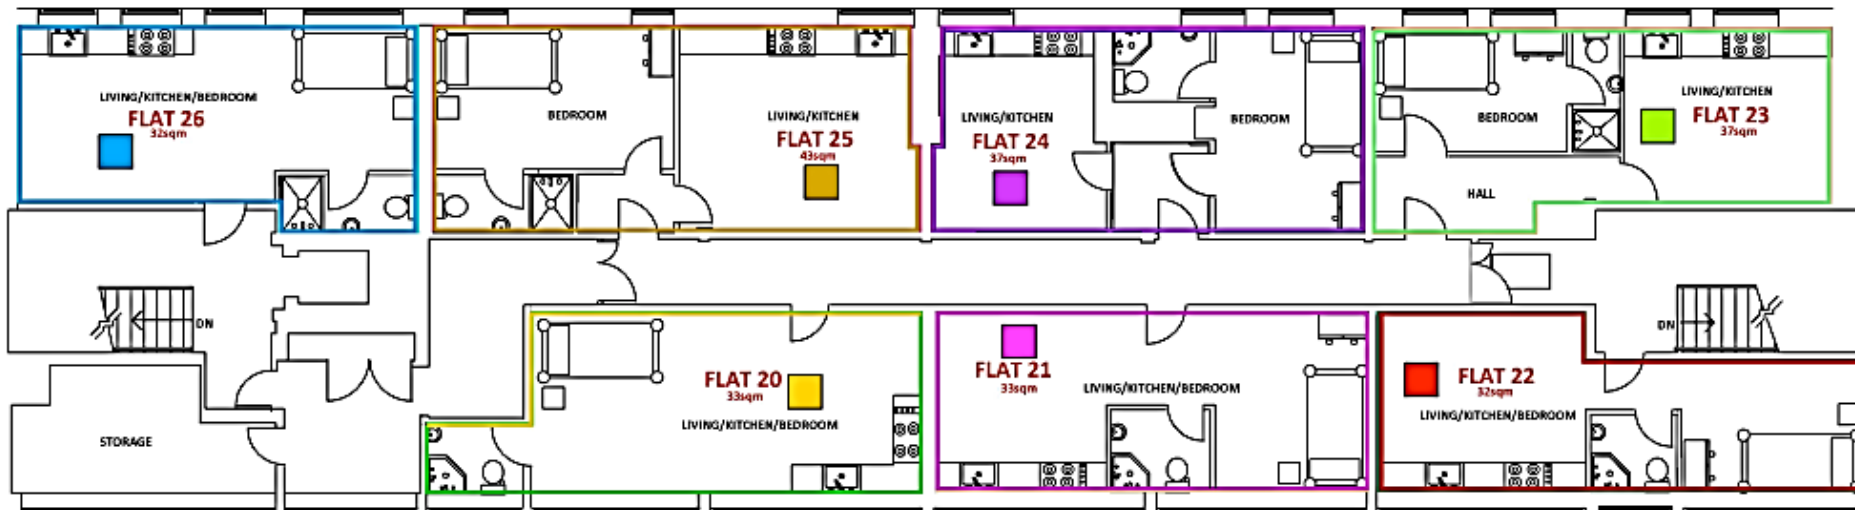 LIVING/KITCHEN/BEDROOM
FLAT 26
32sqm
BEDROOM
LIVING/KITCHEN
FLAT 25
43sqm
LIVING/KITCHEN
FLAT 24
37sqm
BEDROOM
BEDROOM
LIVING/KITCHEN
FLAT 23
37sqm
HALL
DN
DN
FLAT 20
33sqm
LIVING/KITCHEN/BEDROOM
FLAT 21
33sqm
LIVING/KITCHEN/BEDROOM
FLAT 22
32sqm
LIVING/KITCHEN/BEDROOM
STORAGE